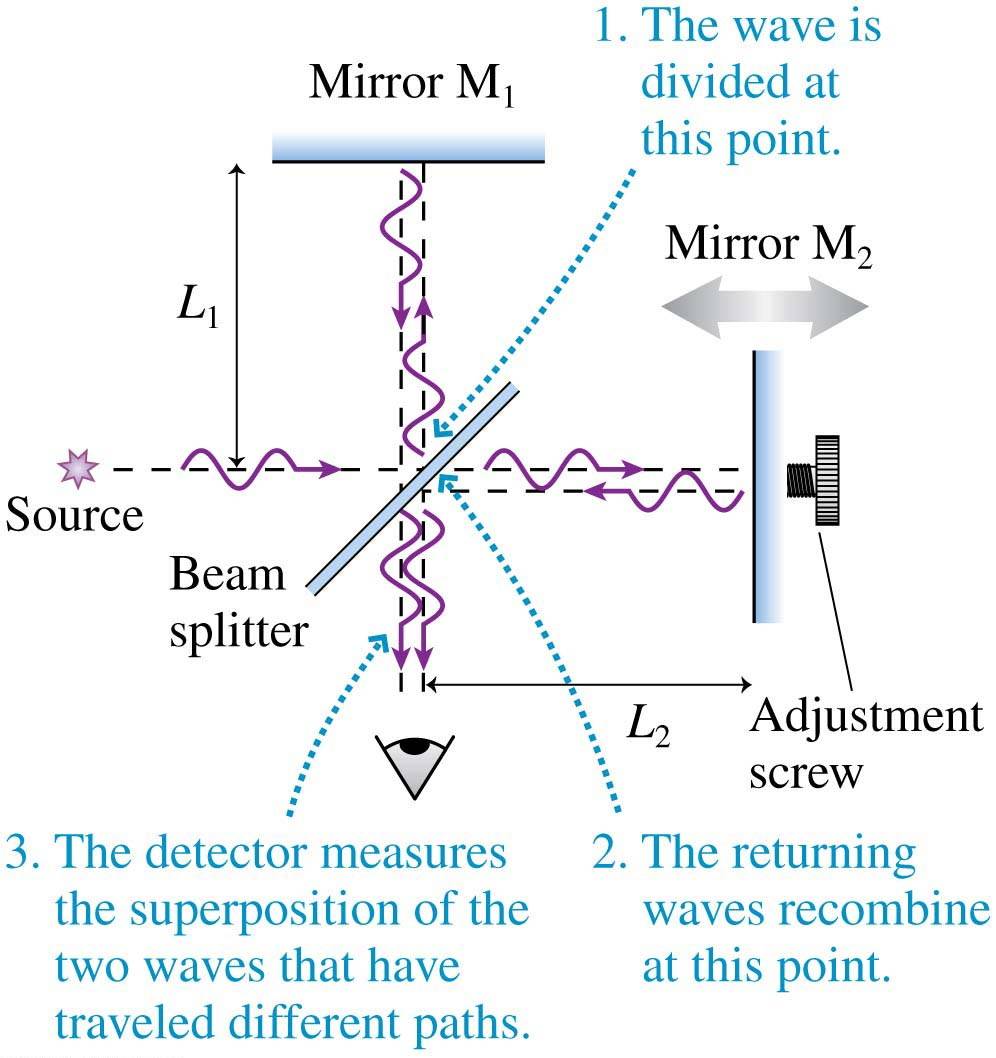 1. The wave is
divided at
this point.
Mirror M₁
Mirror M₂
L₁
Source
Beam
splitter
L₂
Adjustment
screw
3. The detector measures
the superposition of the
two waves that have
traveled different paths.
2. The returning
waves recombine
at this point.